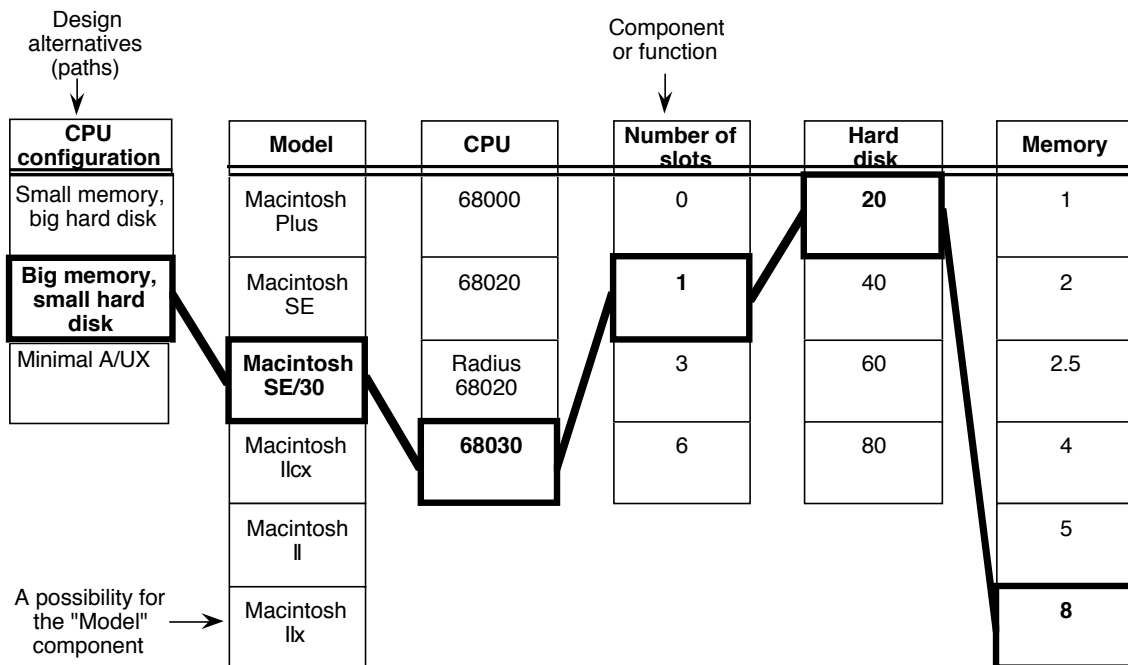 Design
alternatives
(paths)
Component
or function
CPU
configuration
Small memory,
big hard disk
Big memory,
small hard
disk
Minimal A/UX
Model
Macintosh
Plus
Macintosh
SE
Macintosh
SE/30
Macintosh
IIcx
Macintosh
II
Macintosh
IIx
CPU
68000
68020
Radius
68020
68030
Number of
slots
0
1
3
6
Hard
disk
20
40
60
80
Memory
1
2
2.5
4
5
8
A possibility for
the "Model"
component